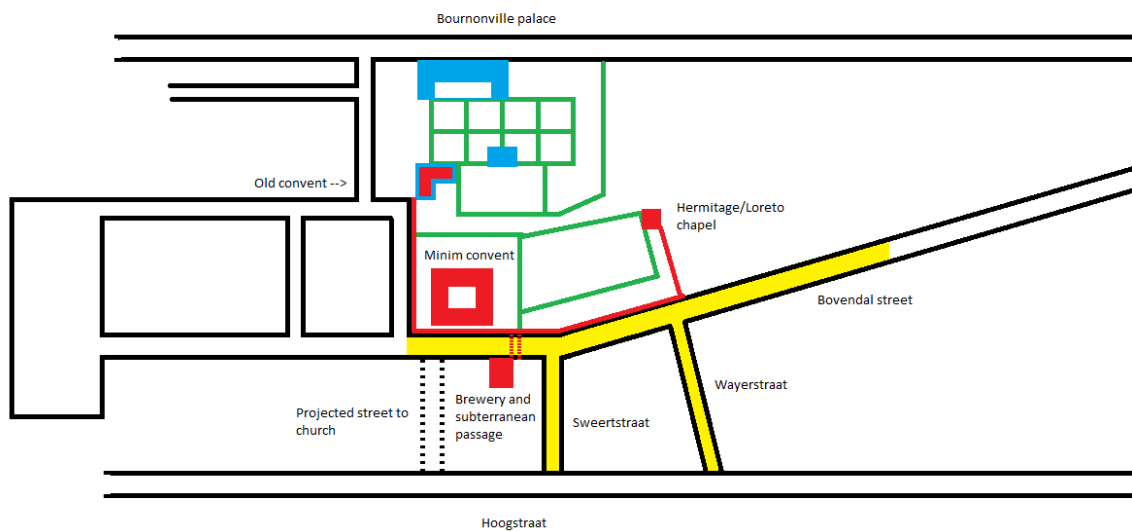 Bournonville palace
Old convent -->
Hermitage/Loreto
chapel
Minim convent
Bovendal street
Wayerstraat
Projected street to
church
Brewery and
subterranean
passage
Sweertstraat
Hoogstraat